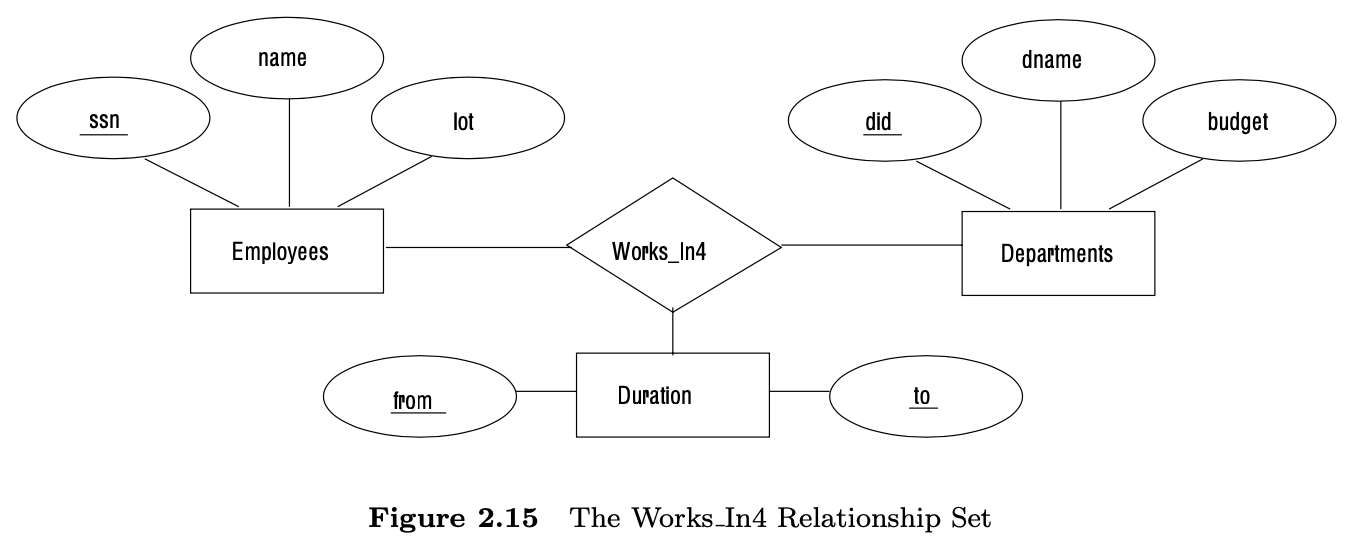 name
dname
ssn
lot
did
budget
Employees
Works_In4
Departments
from
Duration
to
Figure 2.15 The Works_In4 Relationship Set